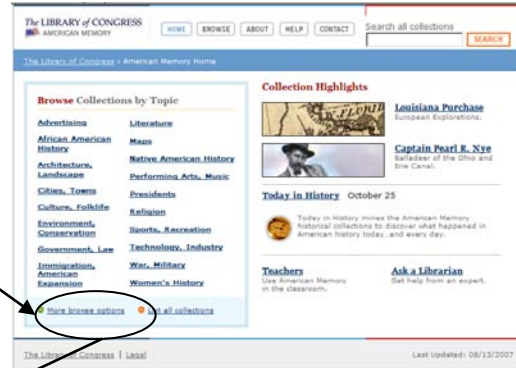 The LIBRARY of CONGRESS
AMERICAN MEMORY
HOME BROWSE ABOUT HELP CONTACT
Search all collections
SEARCH
The Library of Congress > American Memory Home
Browse Collections by Topic
Advertising
African American
History
Architecture,
Landscape
Cities, Towns
Culture, Folklife
Environment,
Conservation
Government, Law
Immigration,
American
Expansion
Literature
Maps
Native American History
Performing Arts, Music
Presidents
Religion
Sports, Recreation
Technology, Industry
War, Military
Women's History
More browse options
List all collections
Collection Highlights
W. FLORID
Louisiana Purchase
European Explorations.
Captain Pearl R. Nye
Balladeer of the Ohio and
Erie Canal.
Today in History October 25
Today in History mines the American Memory
historical collections to discover what happened in
American history today...and every day.
Teachers
Use American Memory
in the classroom.
Ask a Librarian
Get help from an expert.
The Library of Congress | Legal
Last Updated: 08/13/2007